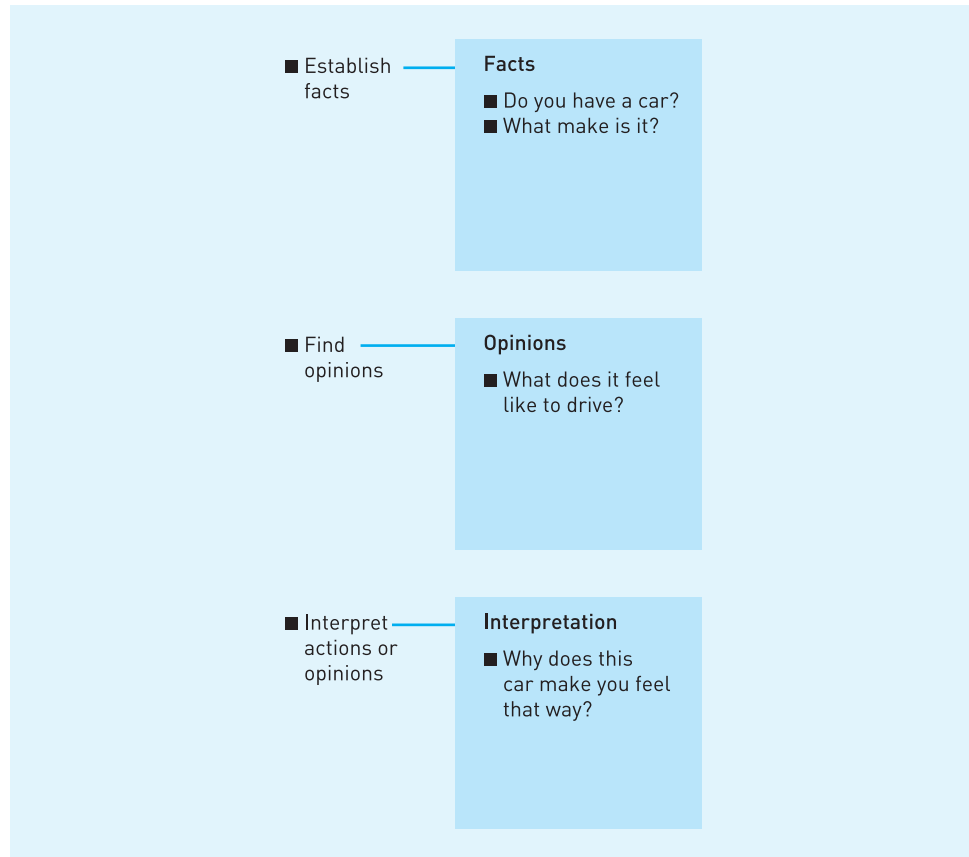 ■ Establish
facts
Facts
■ Do you have a car?
■ What make is it?
■ Find
opinions
Opinions
■ What does it feel
like to drive?
■ Interpret
actions or
opinions
Interpretation
■ Why does this
car make you feel
that way?